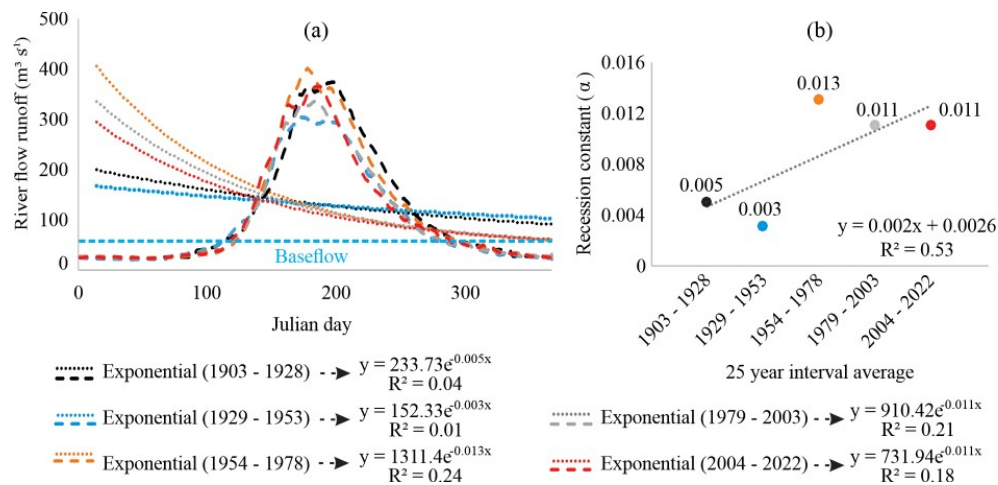 (a)
River flow runoff (m³ s⁻¹)
500
400
300
200
100
0
Baseflow
0
100
200
300
Julian day
(b)
Recession constant (α)
0.016
0.012
0.008
0.004
0
0.005
0.003
0.013
0.011
0.011
y = 0.002x + 0.0026
R² = 0.53
1903 - 1928
1929 - 1953
1954 - 1978
1979 - 2003
2004 - 2022
25 year interval average
Exponential (1903 - 1928)
y = 233.73e^-0.005x
R² = 0.04
Exponential (1929 - 1953)
y = 152.33e^-0.003x
R² = 0.01
Exponential (1954 - 1978)
y = 1311.4e^-0.013x
R² = 0.24
Exponential (1979 - 2003)
y = 910.42e^-0.011x
R² = 0.21
Exponential (2004 - 2022)
y = 731.94e^-0.011x
R² = 0.18